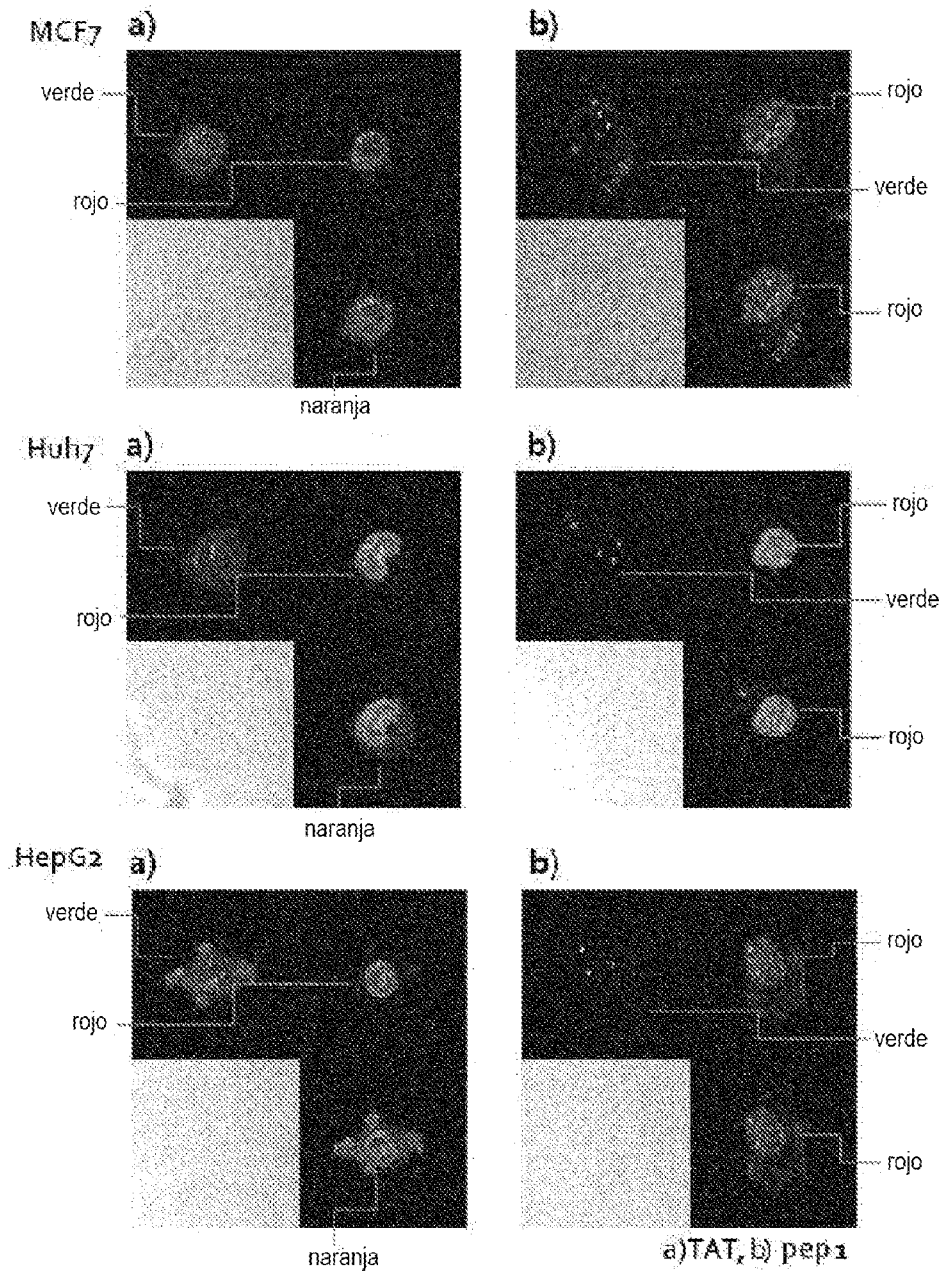 MCF7 a) b)
verde
rojo
rojo
verde
rojo
naranja
Huh7 a) b)
verde
rojo
rojo
verde
rojo
naranja
HepG2 a) b)
verde
rojo
rojo
verde
rojo
naranja
a)TAT, b) pep1